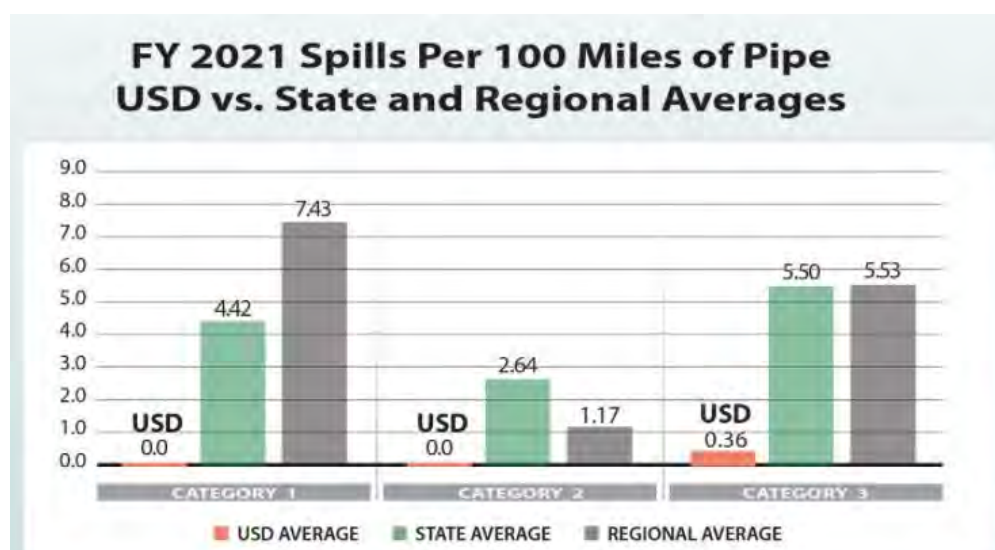 FY 2021 Spills Per 100 Miles of Pipe
USD vs. State and Regional Averages
9.0
8.0
7.0
6.0
5.0
4.0
3.0
2.0
1.0
0.0
USD
0.0
4.42
7.43
USD
0.0
2.64
1.17
USD
0.36
5.50
5.53
CATEGORY 1
CATEGORY 2
CATEGORY 3
USD AVERAGE
STATE AVERAGE
REGIONAL AVERAGE